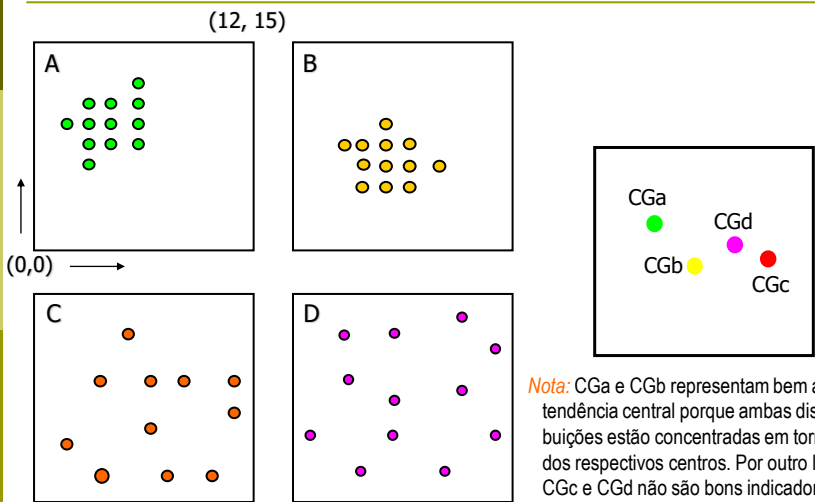 (12, 15)
A
B
(0,0)
C
D
CGa
CGd
CGb
CGc
Nota: CGa e CGb representam bem a
tendência central porque ambas dis
buições estão concentradas em torr
dos respectivos centros. Por outro l
CGc e CGd não são bons indicador